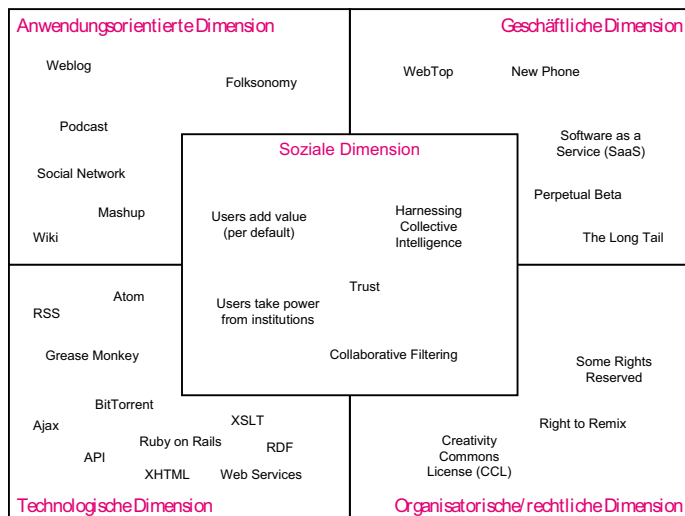 Anwendungsorientierte Dimension
Weblog
Folksonomy
Podcast
Social Network
Mashup
Wiki
Geschäftliche Dimension
WebTop
New Phone
Software as a
Service (SaaS)
Perpetual Beta
The Long Tail
Soziale Dimension
Users add value
(per default)
Harnessing
Collective
Intelligence
Trust
Users take power
from institutions
Collaborative Filtering
Atom
RSS
Grease Monkey
BitTorrent
Ajax
XSLT
Ruby on Rails
RDF
API
XHTML
Web Services
Technologische Dimension
Some Rights
Reserved
Right to Remix
Creativity
Commons
License (CCL)
Organisatorische/rechtliche Dimension